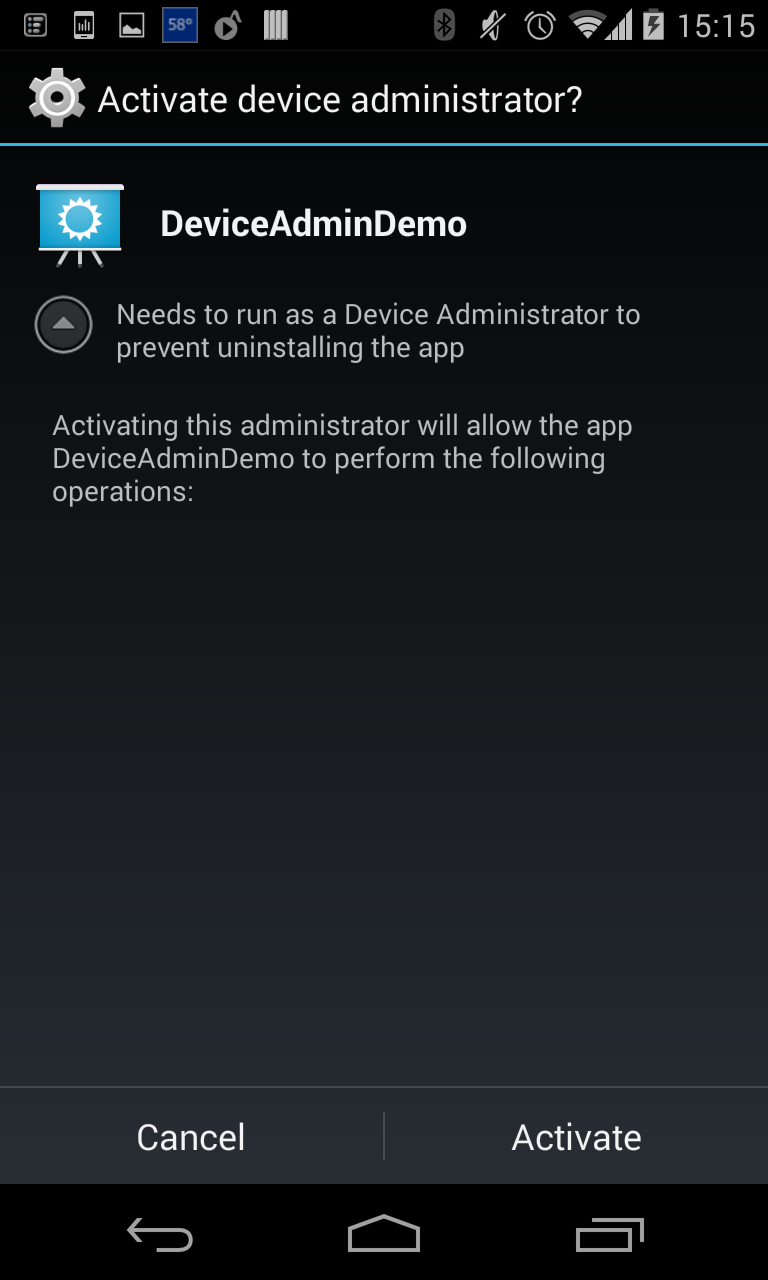 58°
15:15
Activate device administrator?
DeviceAdminDemo
Needs to run as a Device Administrator to
prevent uninstalling the app
Activating this administrator will allow the app
DeviceAdminDemo to perform the following
operations:
Cancel
Activate